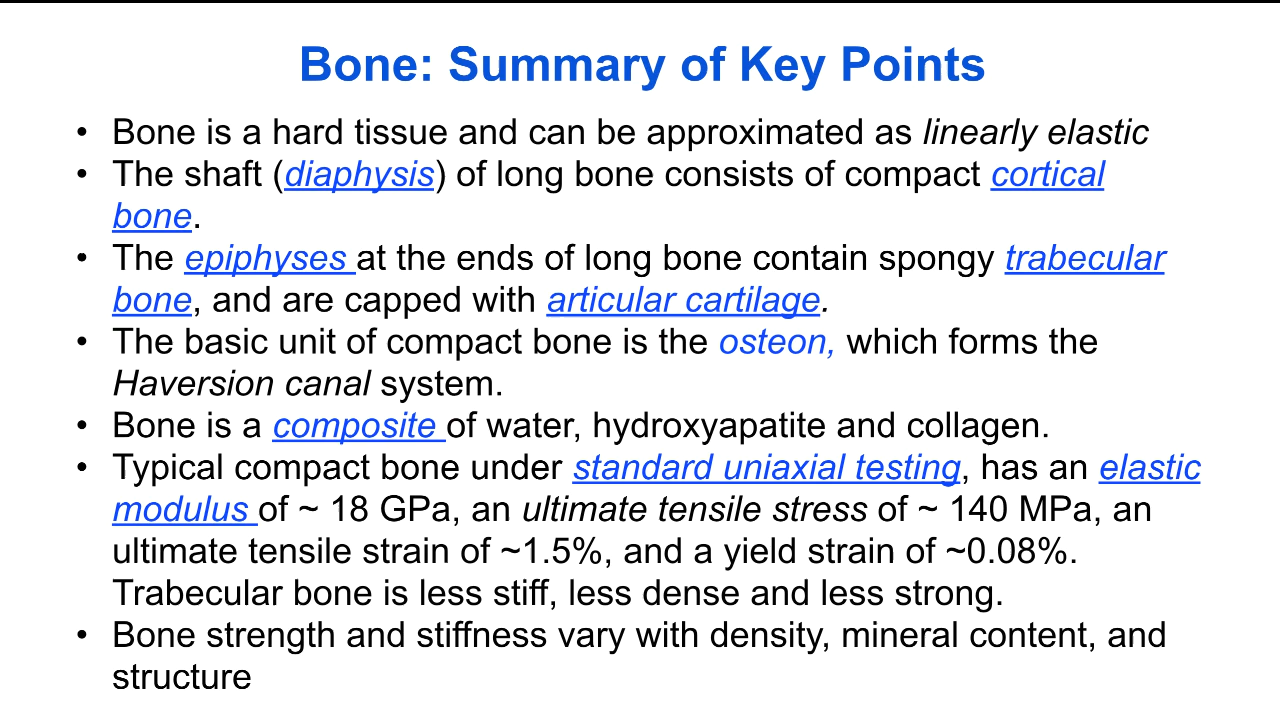 Bone: Summary of Key Points
• Bone is a hard tissue and can be approximated as linearly elastic
• The shaft (diaphysis) of long bone consists of compact cortical
bone.
• The epiphyses at the ends of long bone contain spongy trabecular
bone, and are capped with articular cartilage.
• The basic unit of compact bone is the osteon, which forms the
Haversion canal system.
• Bone is a composite of water, hydroxyapatite and collagen.
• Typical compact bone under standard uniaxial testing, has an elastic
modulus of ~ 18 GPa, an ultimate tensile stress of ~ 140 MPa, an
ultimate tensile strain of ~1.5%, and a yield strain of ~0.08%.
Trabecular bone is less stiff, less dense and less strong.
• Bone strength and stiffness vary with density, mineral content, and
structure